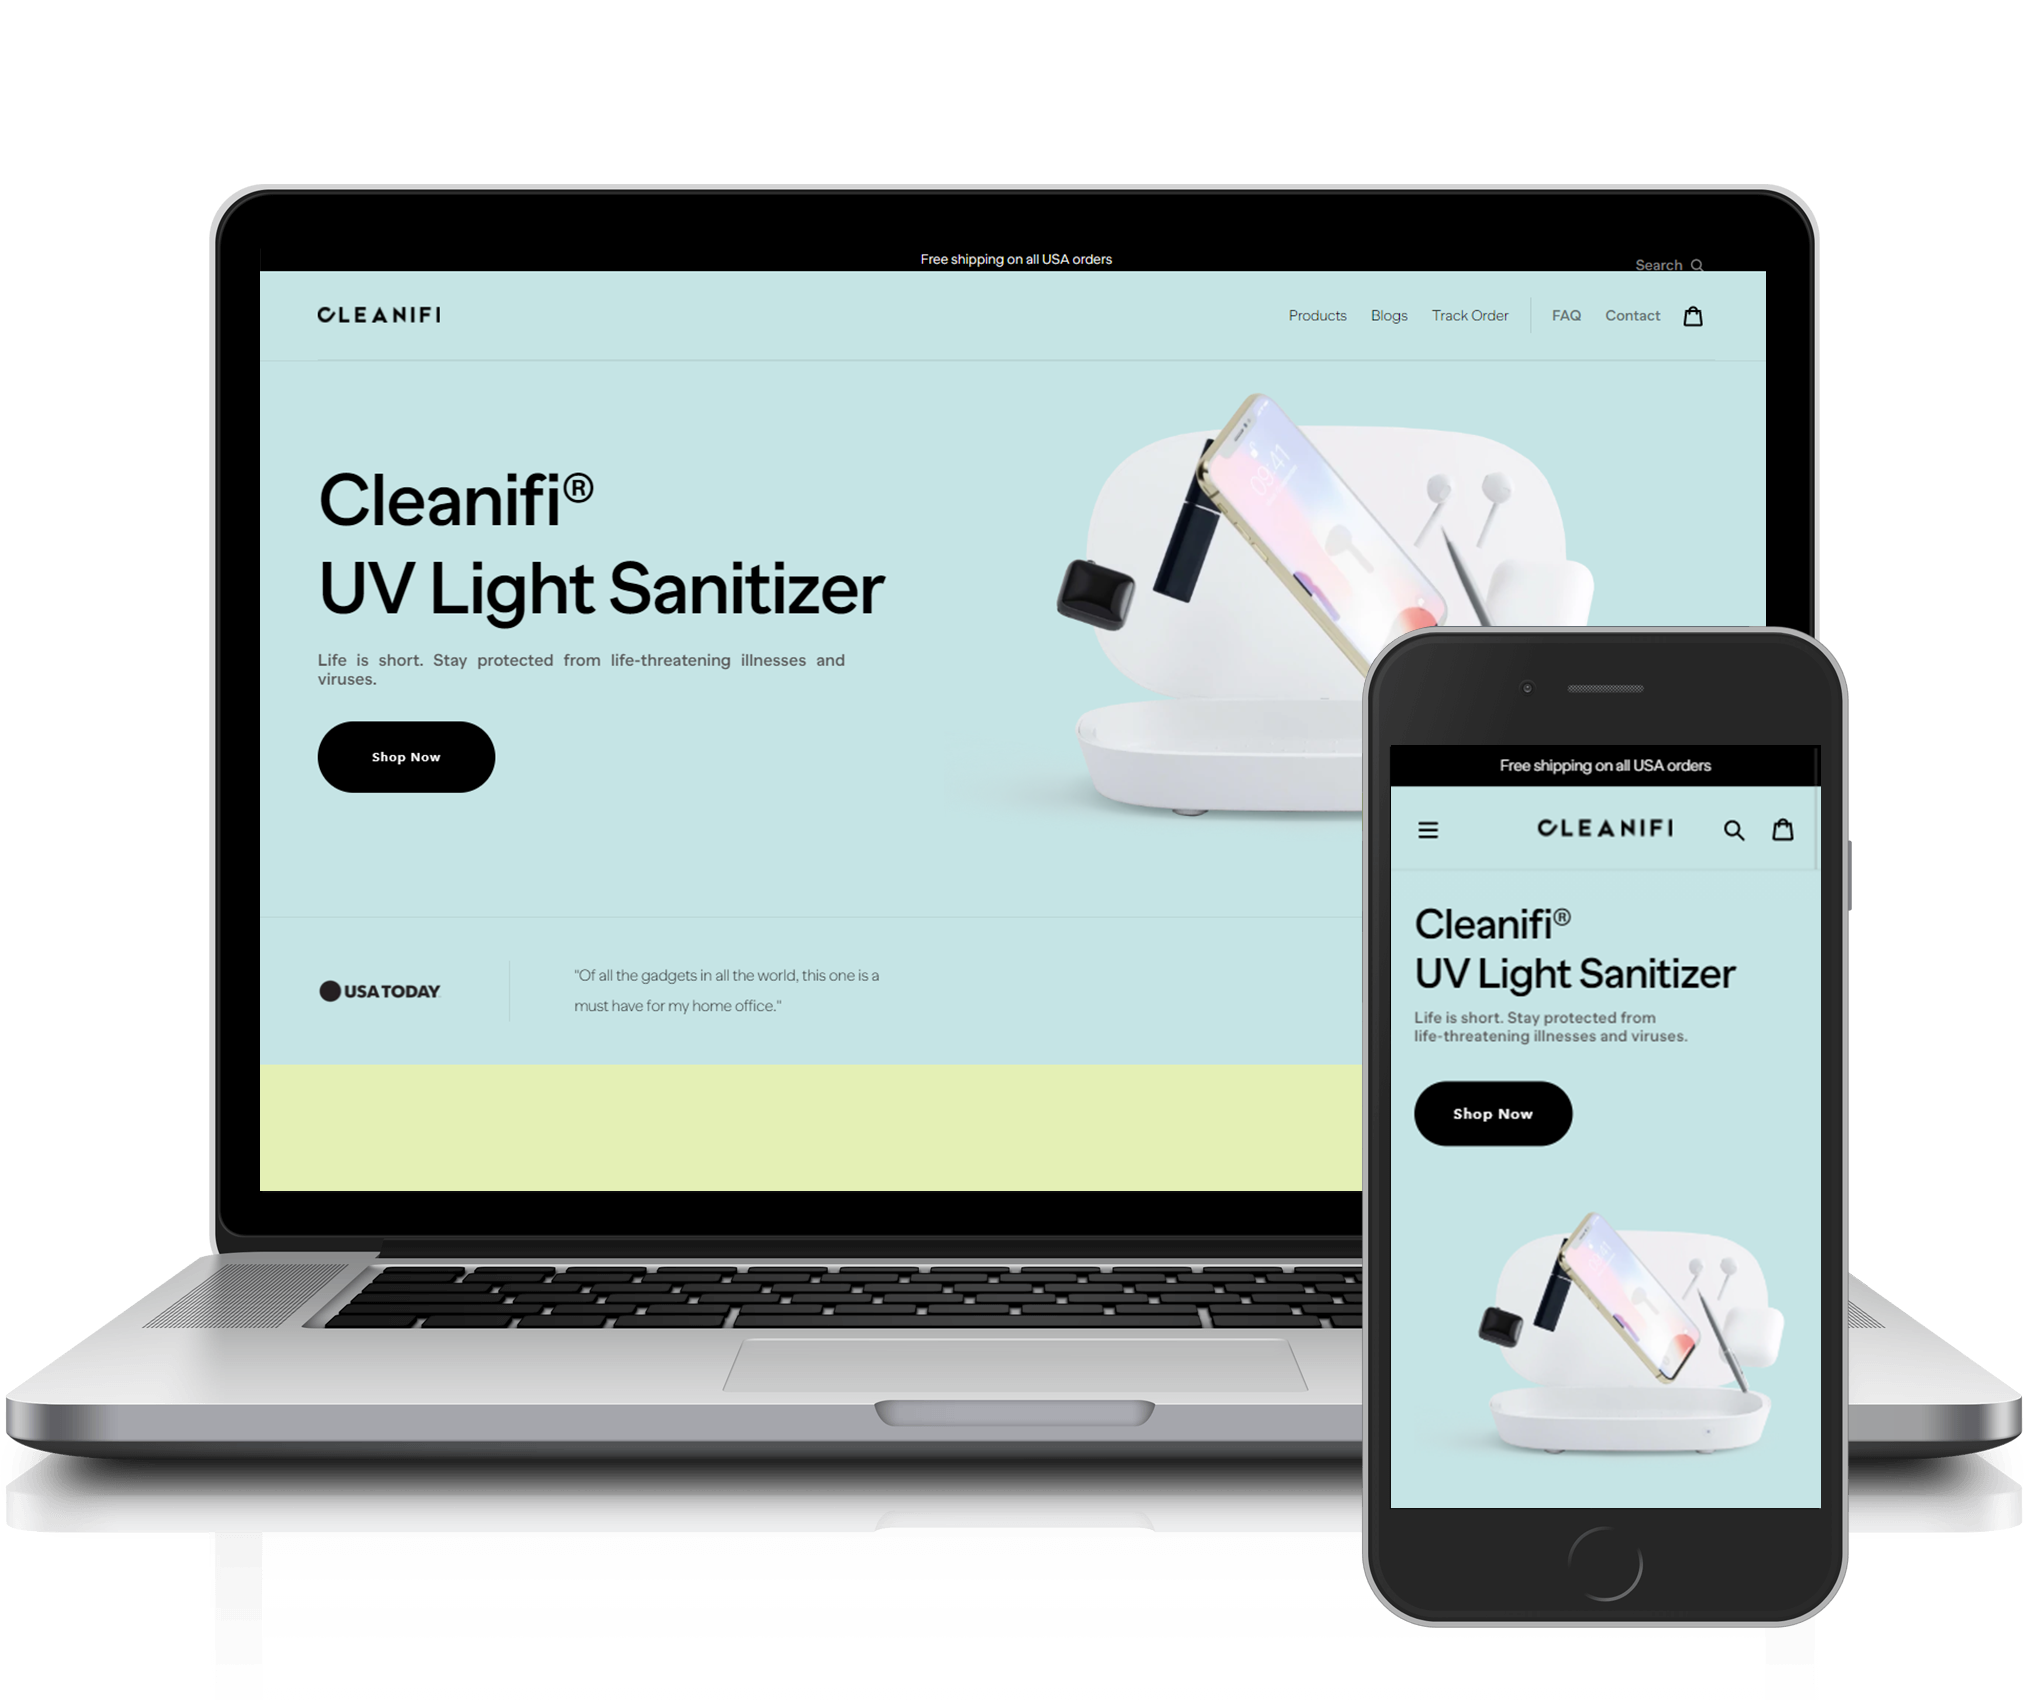 Free shipping on all USA orders
Search
CLEANIFI
Products Blogs Track Order FAQ Contact
Cleanifi®
UV Light Sanitizer
Life is short. Stay protected from life-threatening illnesses and
viruses.
Shop Now
USA TODAY
"Of all the gadgets in all the world, this one is a
must have for my home office."
09:41
Free shipping on all USA orders
CLEANIFI
Cleanifi®
UV Light Sanitizer
Life is short. Stay protected from
life-threatening illnesses and viruses.
Shop Now